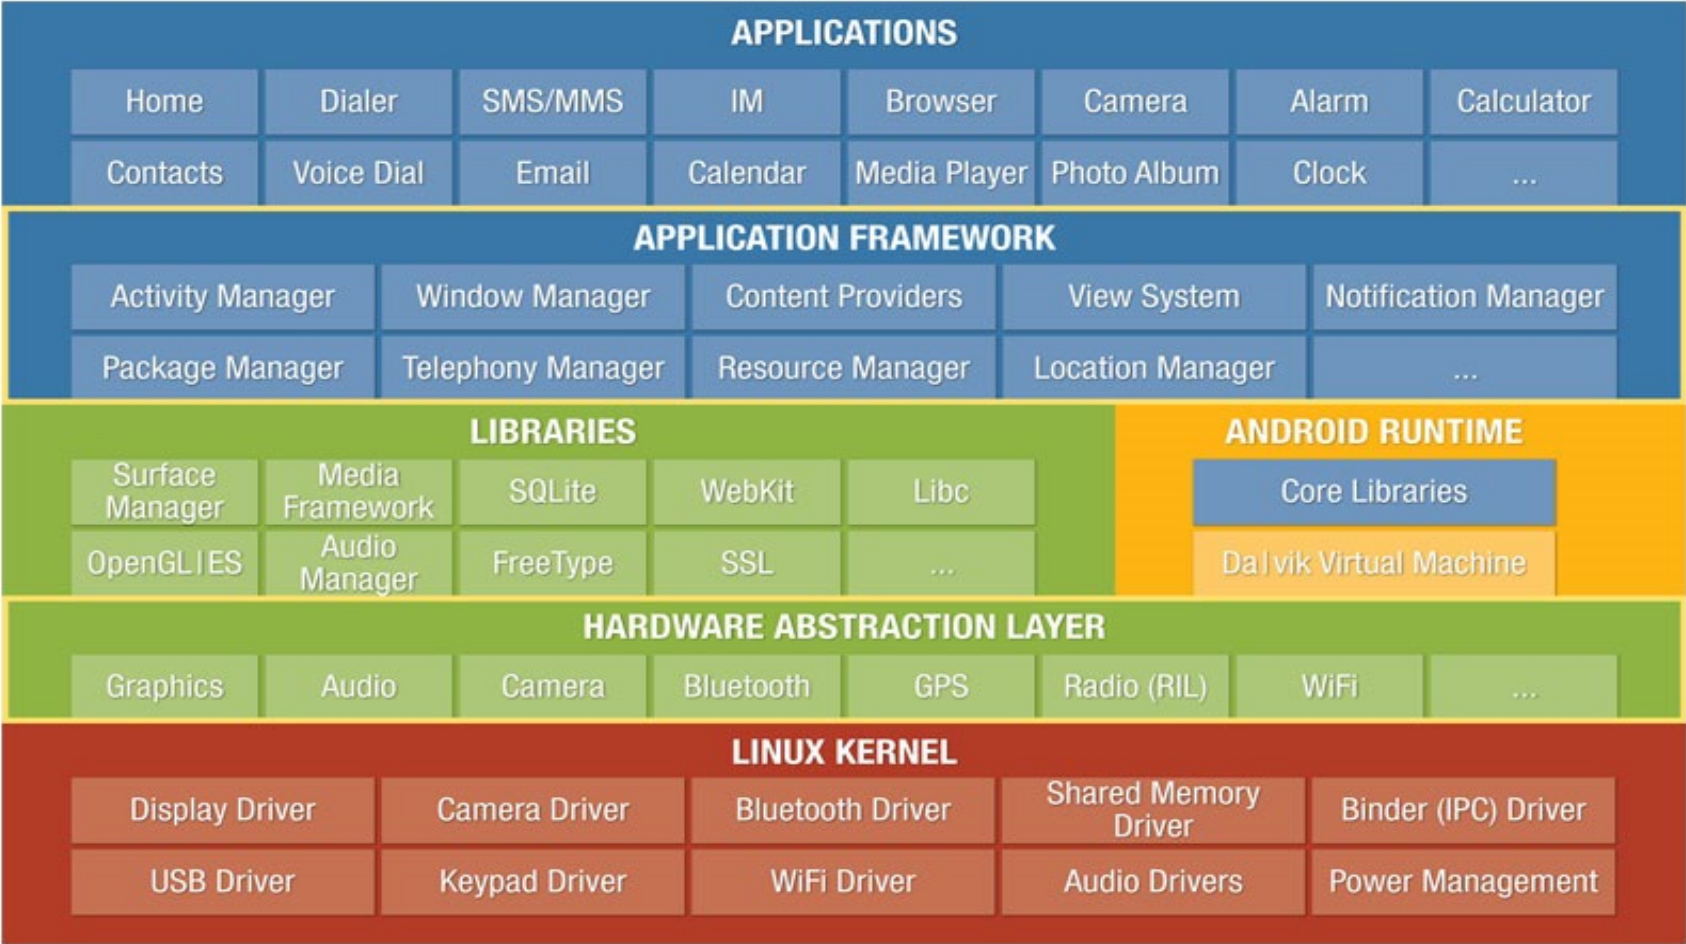 APPLICATIONS
Home Dialer SMS/MMS IM Browser Camera Alarm Calculator
Contacts Voice Dial Email Calendar Media Player Photo Album Clock ...
APPLICATION FRAMEWORK
Activity Manager Window Manager Content Providers View System Notification Manager
Package Manager Telephony Manager Resource Manager Location Manager ...
LIBRARIES
Surface
Manager
Media
Framework
SQLite WebKit Libc
OpenGL|ES
Audio
Manager
FreeType SSL ...
ANDROID RUNTIME
Core Libraries
Dalvik Virtual Machine
HARDWARE ABSTRACTION LAYER
Graphics Audio Camera Bluetooth GPS Radio (RIL) WiFi ...
LINUX KERNEL
Display Driver Camera Driver Bluetooth Driver
Shared Memory
Driver
Binder (IPC) Driver
USB Driver Keypad Driver WiFi Driver Audio Drivers Power Management